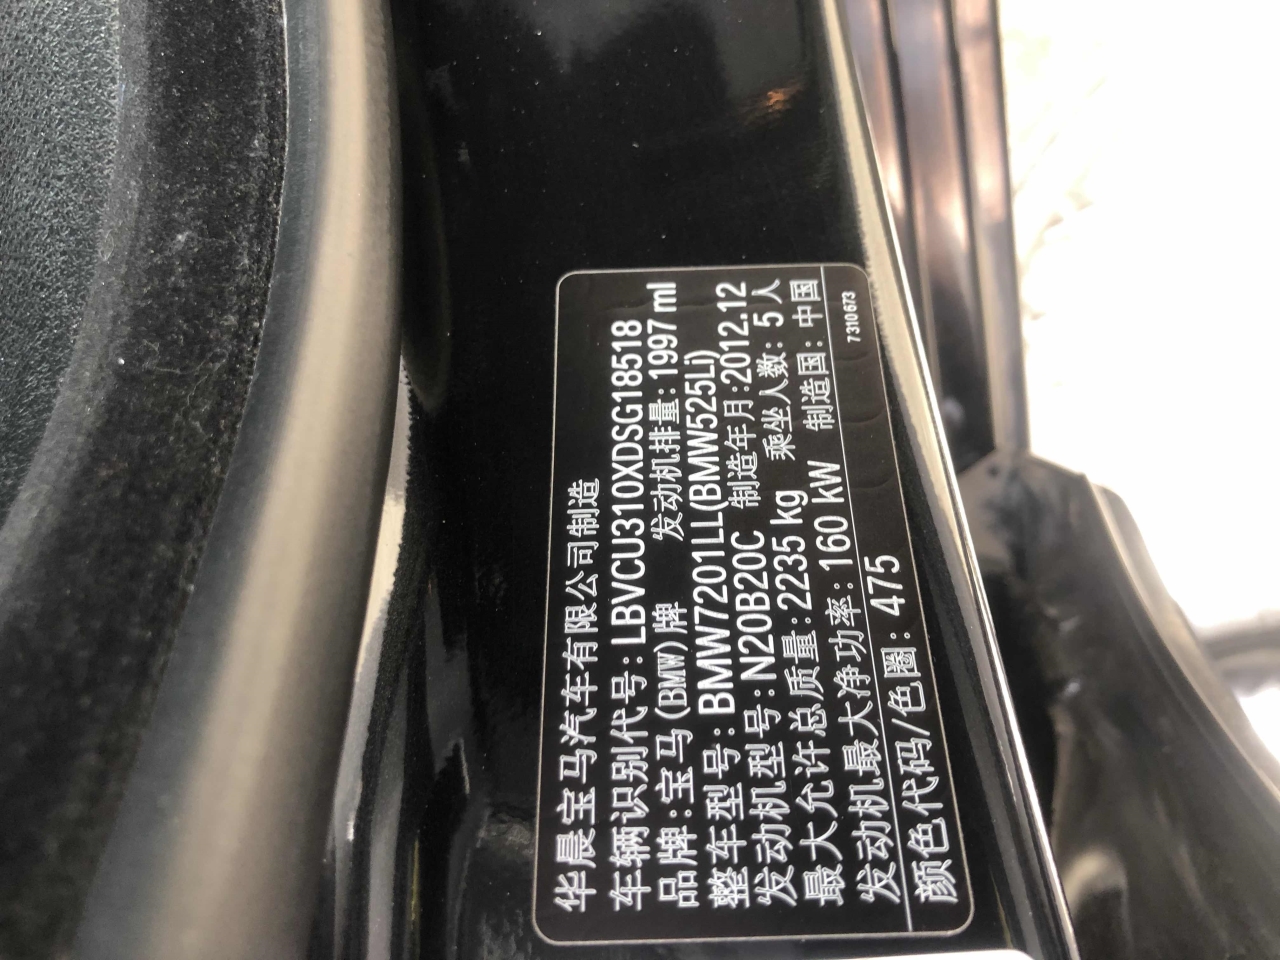 华晨宝马汽车有限公司制造
车辆识别代号: LBVCU310XDSG18518
品牌:宝马(BMW)牌 发动机排量: 1997 ml
整车型号: BMW7201LL(BMW525Li)
发动机型号: N20B20C 制造年月:2012.12
最大允许总质量: 2235 kg 乘坐人数: 5人
发动机最大净功率: 160 kW 制造国: 中国
颜色代码/色圈: 475 7 310 673